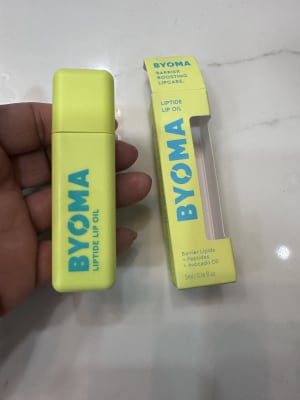 BYOMA
LIPTIDE LIP OIL
BYOMA
BARRIER
BOOSTING
LIPCARE.
LIPTIDE
LIP OIL
BYOMA
Barrier Lipids
+ Peptides
+ Avocado Oil